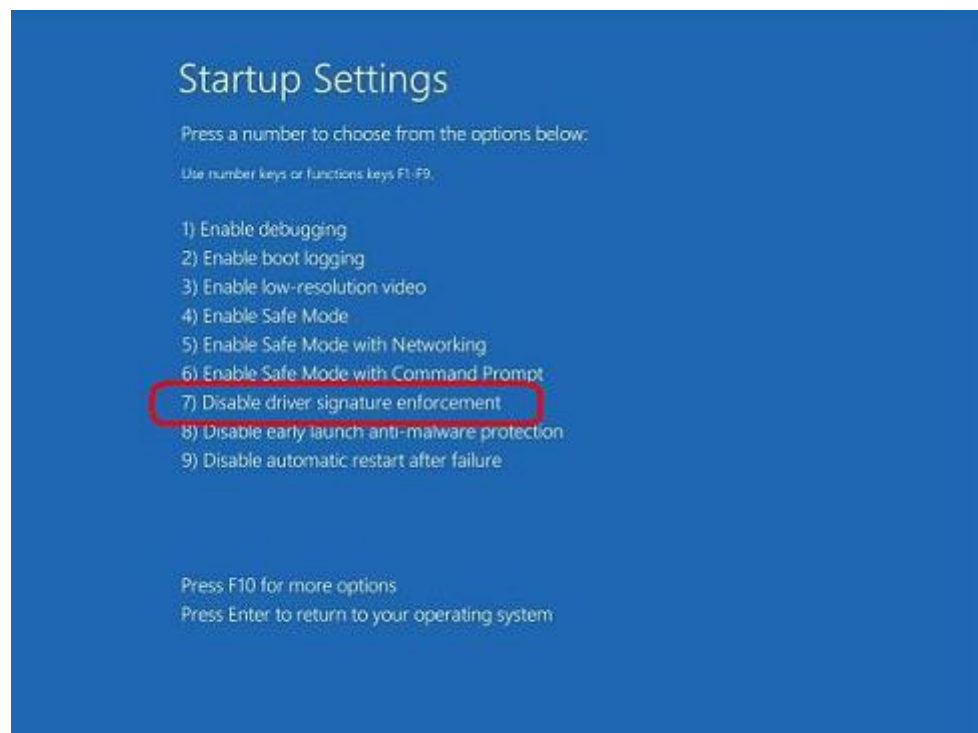 Startup Settings
Press a number to choose from the options below:
Use number keys or functions keys F1-F9.
1) Enable debugging
2) Enable boot logging
3) Enable low-resolution video
4) Enable Safe Mode
5) Enable Safe Mode with Networking
6) Enable Safe Mode with Command Prompt
7) Disable driver signature enforcement
8) Disable early launch anti-malware protection
9) Disable automatic restart after failure
Press F10 for more options
Press Enter to return to your operating system